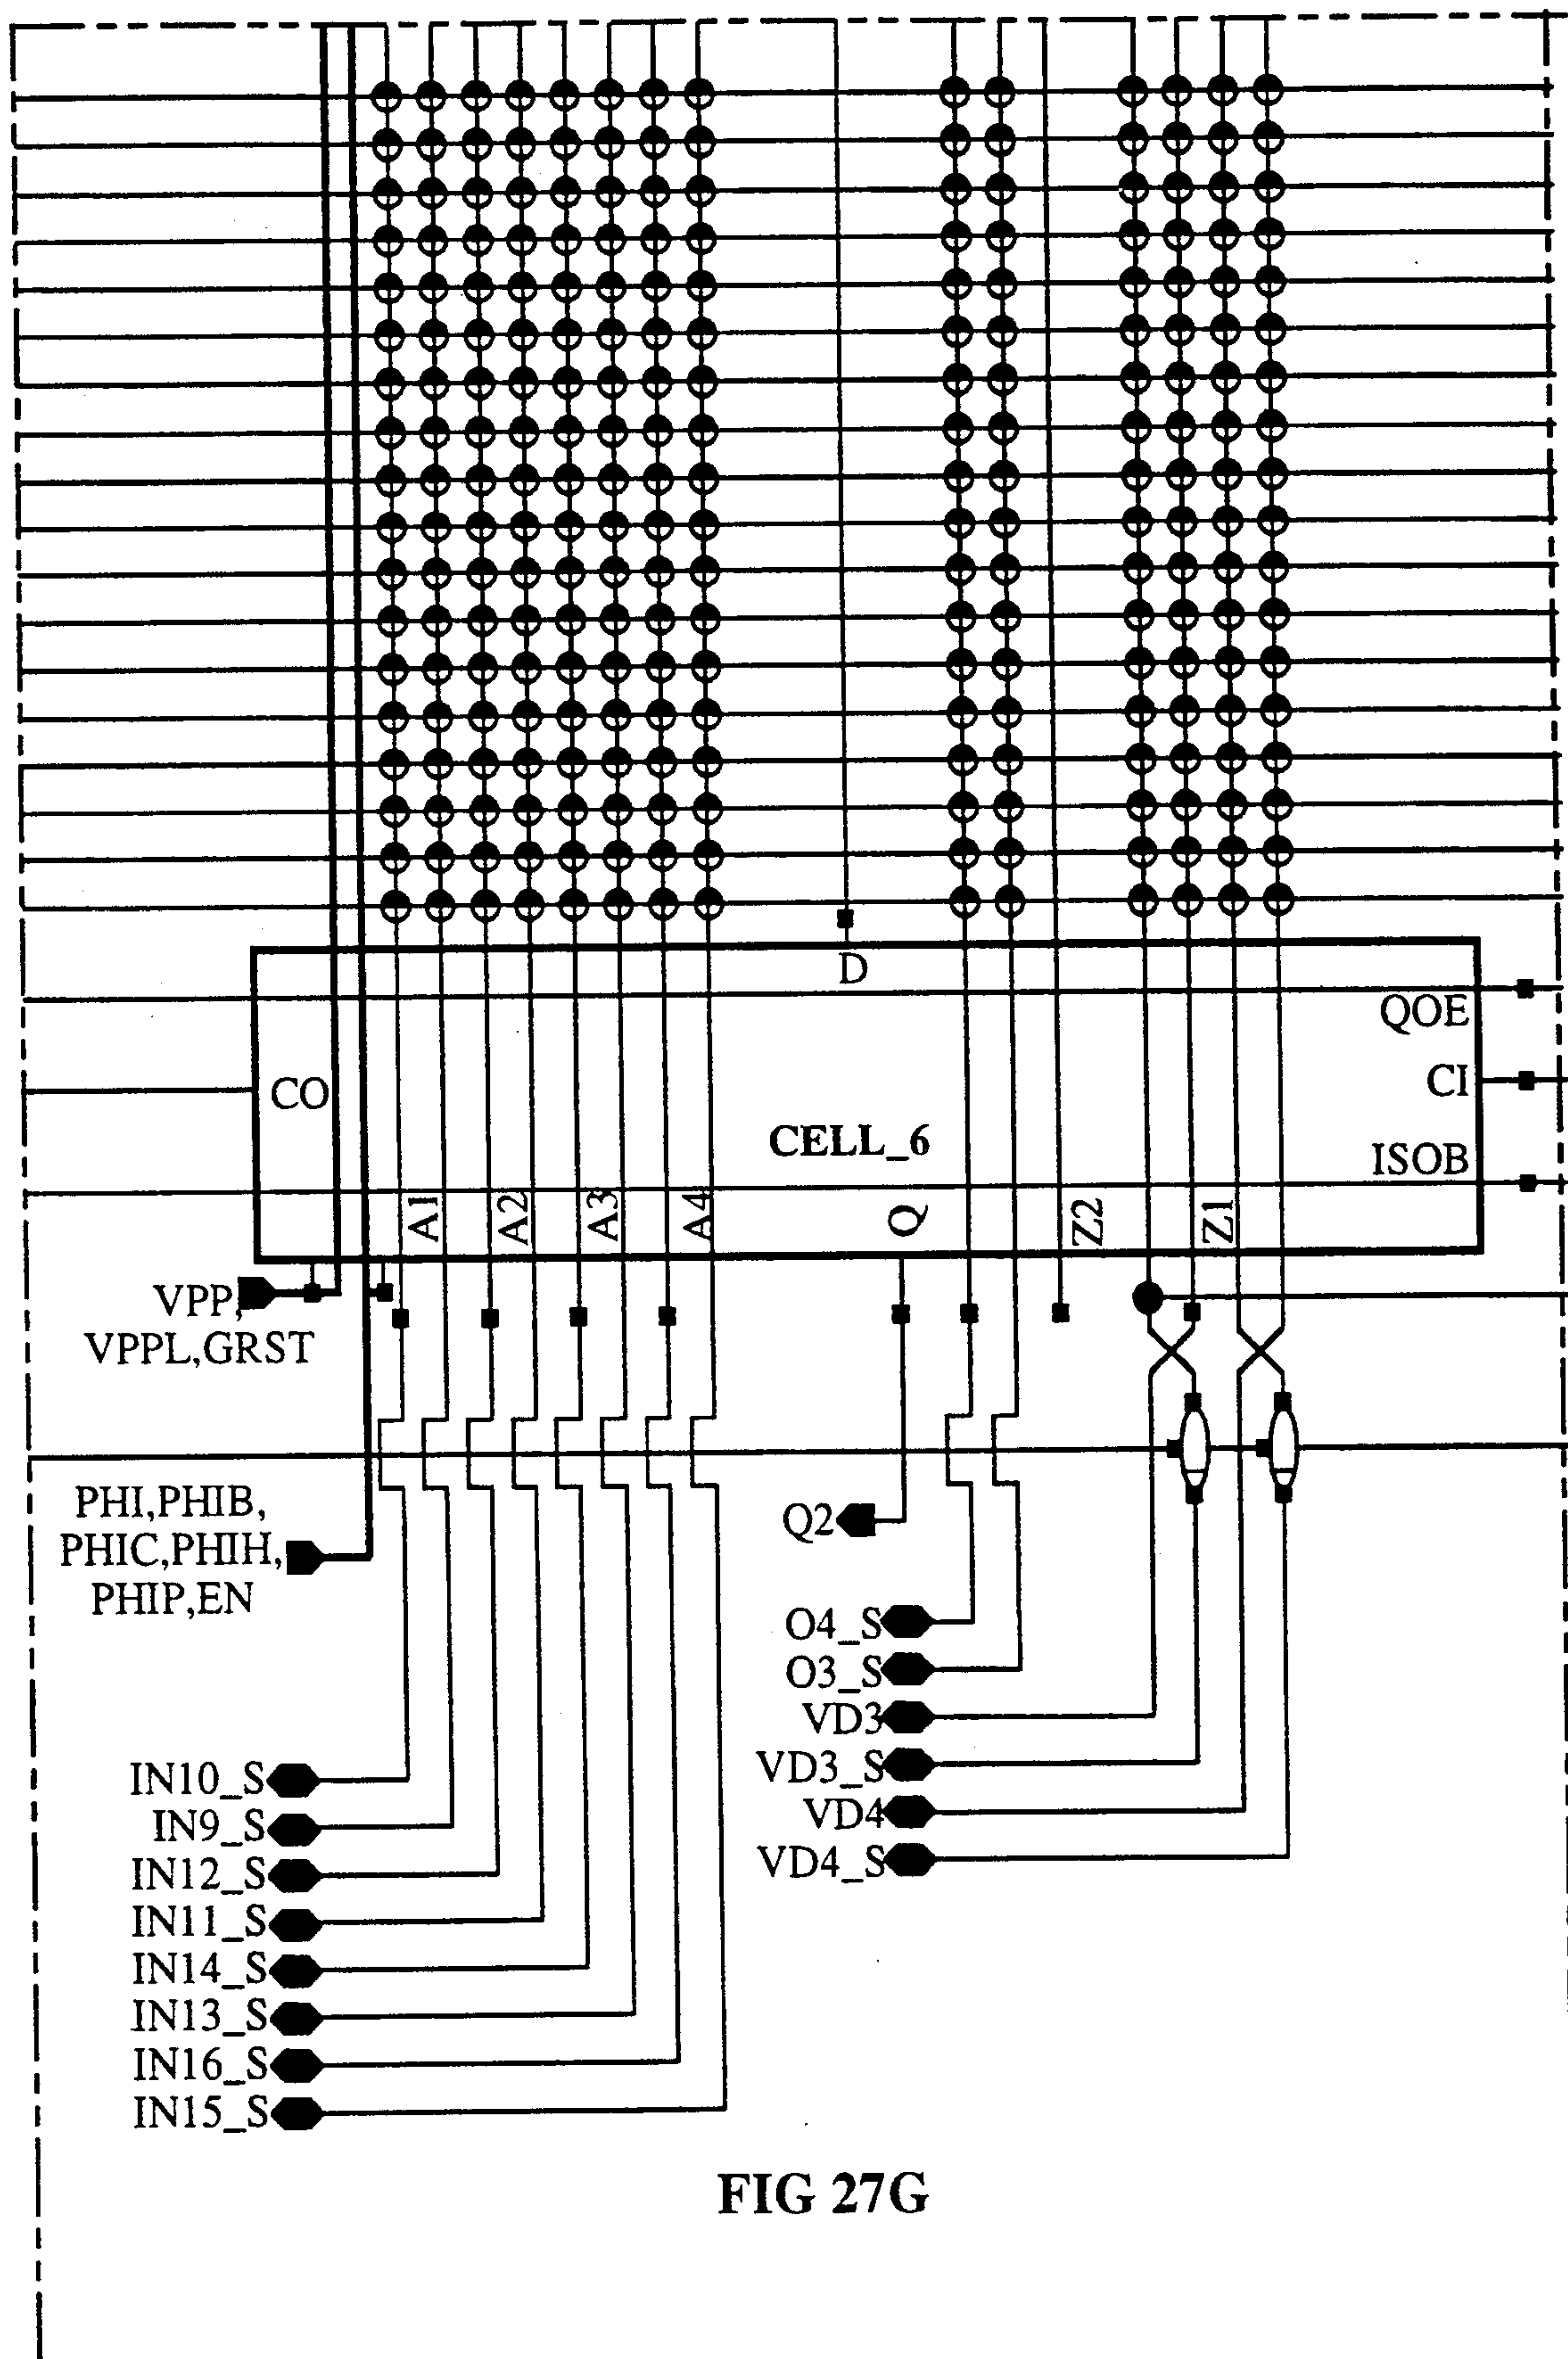 D
QOE
CO
CI
CELL_6
ISOB
A1
A2
A3
A4
Q
Z2
Z1
VPP,
VPPL,GRST
PHI,PHIB,
PHIC,PHIH,
PHIP,EN
Q2
O4_S
O3_S
VD3
VD3_S
VD4
VD4_S
IN10_S
IN9_S
IN12_S
IN11_S
IN14_S
IN13_S
IN16_S
IN15_S
FIG 27G